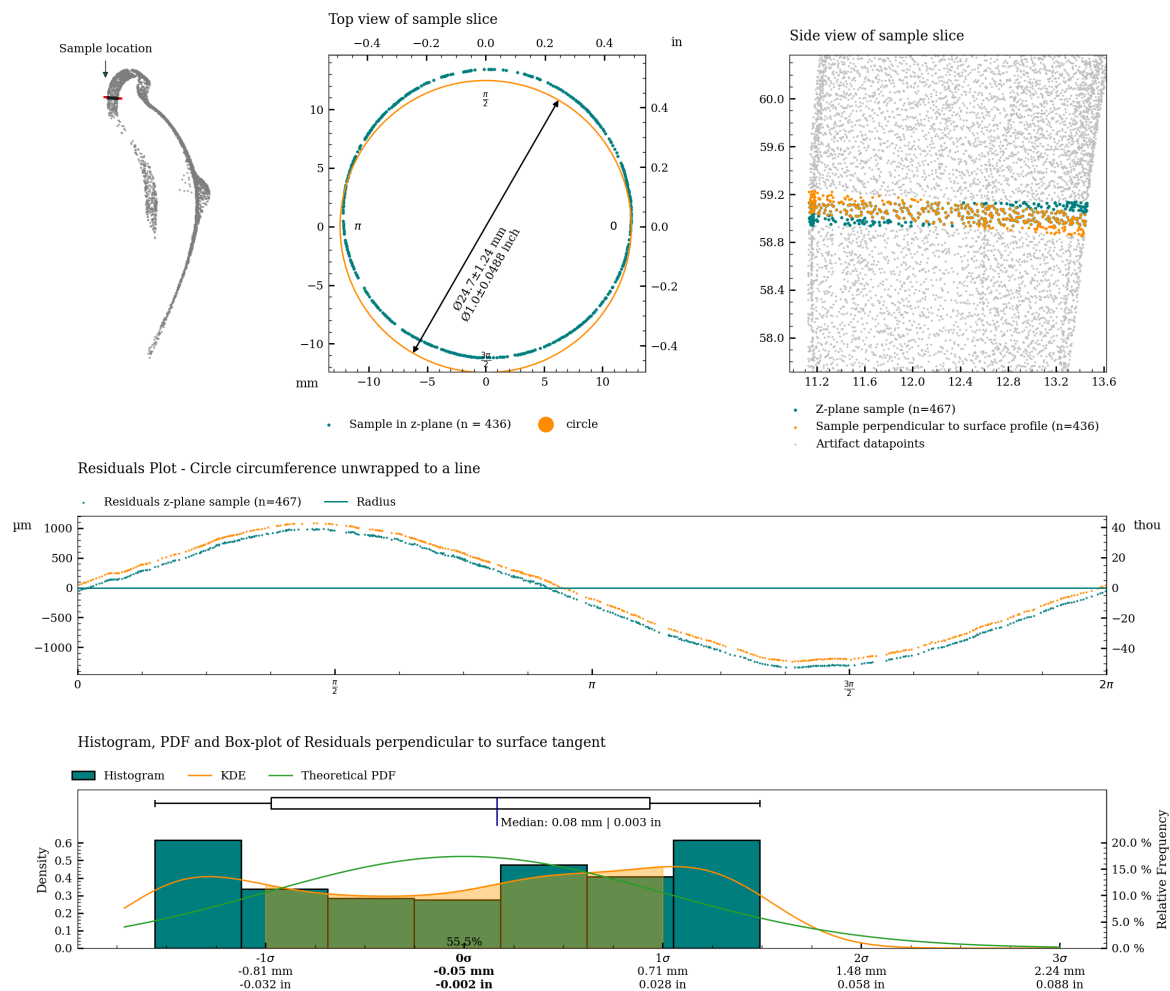 Sample location
Top view of sample slice
−0.4 −0.2 0.0 0.2 0.4 in
10
5
0
−5
−10
mm
−10 −5 0 5 10
0.4
0.2
0.0
−0.2
−0.4
π/2
π
0
3π/2
Ø24.7±1.24 mm
Ø1.0±0.0488 inch
Sample in z-plane (n = 436) circle
Side view of sample slice
60.0
59.6
59.2
58.8
58.4
58.0
11.2 11.6 12.0 12.4 12.8 13.2 13.6
Z-plane sample (n=467)
Sample perpendicular to surface profile (n=436)
Artifact datapoints
Residuals Plot - Circle circumference unwrapped to a line
Residuals z-plane sample (n=467) Radius
µm
1000
500
0
−500
−1000
thou
40
20
0
−20
−40
0 π/2 π 3π/2 2π
Histogram, PDF and Box-plot of Residuals perpendicular to surface tangent
Histogram KDE Theoretical PDF
Median: 0.08 mm | 0.003 in
Density
0.6
0.5
0.4
0.3
0.2
0.1
0.0
Relative Frequency
20.0 %
15.0 %
10.0 %
5.0 %
0.0 %
55.5%
-1σ 0σ 1σ 2σ 3σ
-0.81 mm -0.05 mm 0.71 mm 1.48 mm 2.24 mm
-0.032 in -0.002 in 0.028 in 0.058 in 0.088 in